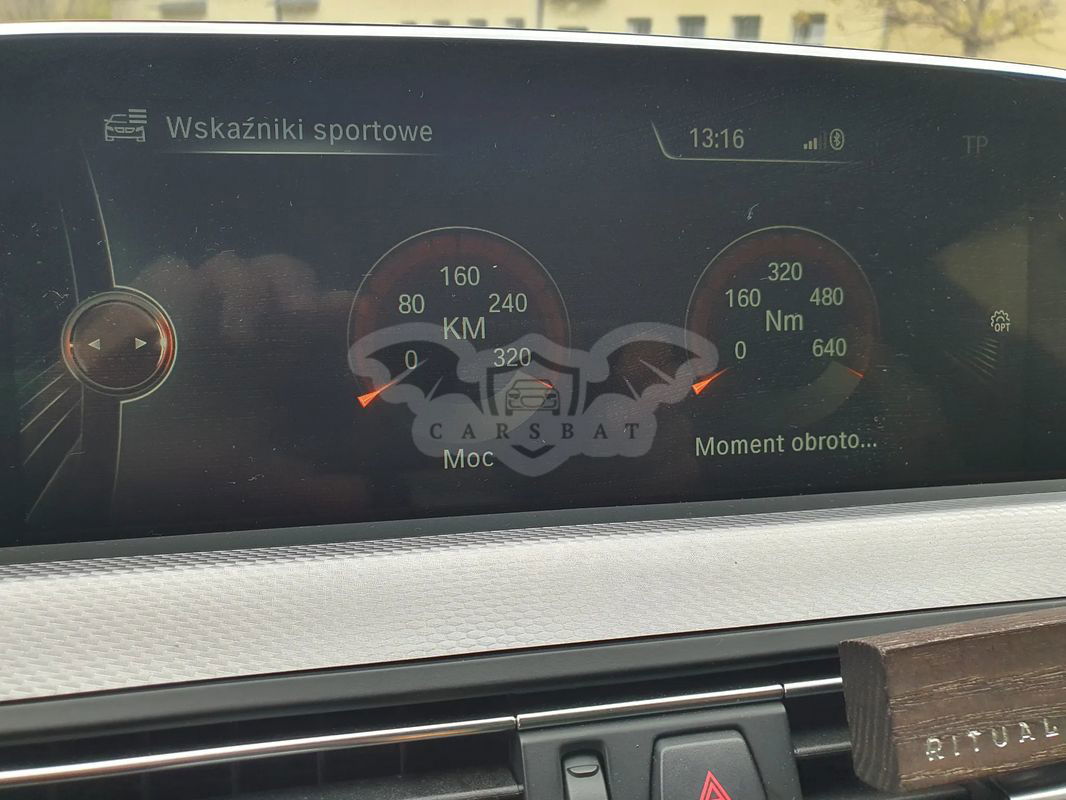 Wskaźniki sportowe
13:16
TP
160
80
240
KM
0
320
Moc
320
160
480
Nm
0
640
Moment obroto...
OPT
CARSBAT
RITUAL